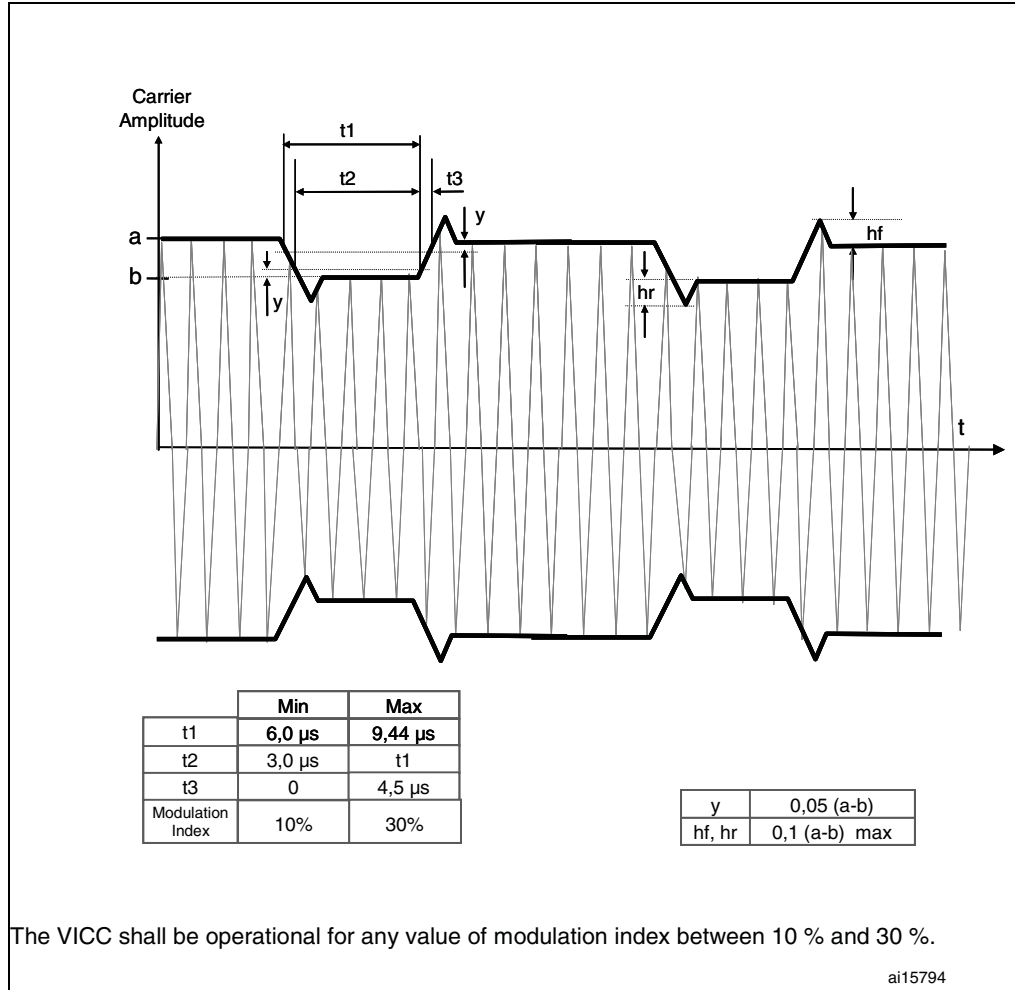 Carrier
Amplitude
t1
t2
t3
y
a
b
y
hr
hf
t
Min Max
t1 6,0 µs 9,44 µs
t2 3,0 µs t1
t3 0 4,5 µs
Modulation
Index 10% 30%
y 0,05 (a-b)
hf, hr 0,1 (a-b) max
The VICC shall be operational for any value of modulation index between 10 % and 30 %.
ai15794